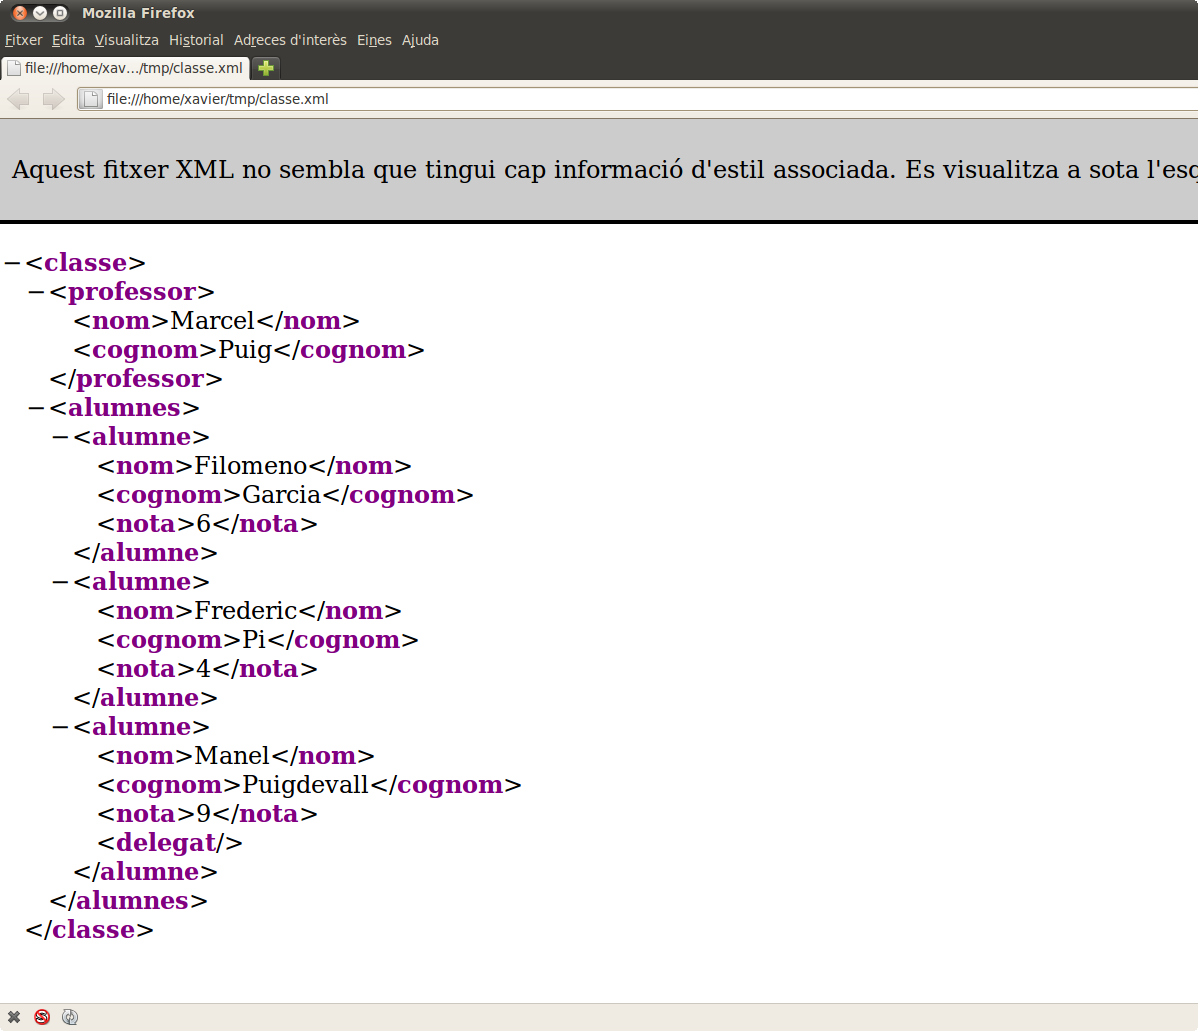 Mozilla Firefox
Fitxer Edita Visualitza Historial Adreces d'interès Eines Ajuda
file:///home/xav…/tmp/classe.xml
file:///home/xavier/tmp/classe.xml
Aquest fitxer XML no sembla que tingui cap informació d'estil associada. Es visualitza a sota
−<classe>
−<professor>
<nom>Marcel</nom>
<cognom>Puig</cognom>
</professor>
−<alumnes>
−<alumne>
<nom>Filomeno</nom>
<cognom>Garcia</cognom>
<nota>6</nota>
</alumne>
−<alumne>
<nom>Frederic</nom>
<cognom>Pi</cognom>
<nota>4</nota>
</alumne>
−<alumne>
<nom>Manel</nom>
<cognom>Puigdevall</cognom>
<nota>9</nota>
<delegat/>
</alumne>
</alumnes>
</classe>